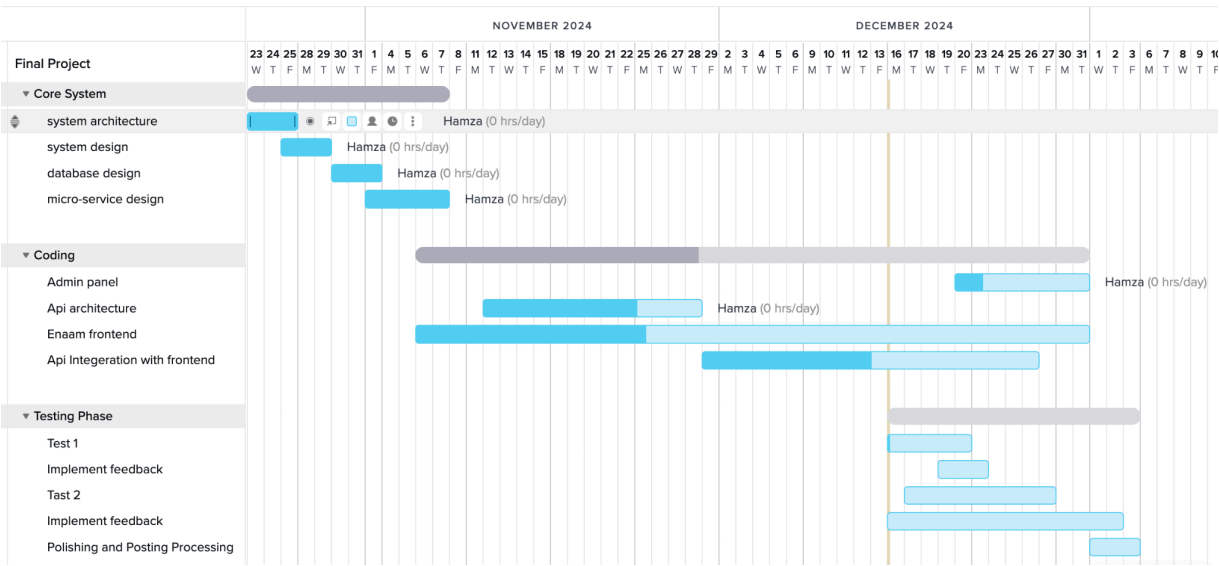 NOVEMBER 2024 DECEMBER 2024
Final Project 23 24 25 28 29 30 31 1 4 5 6 7 8 11 12 13 14 15 18 19 20 21 22 25 26 27 28 29 2 3 4 5 6 9 10 11 12 13 16 17 18 19 20 23 24 25 26 27 30 31 1 2 3 6 7 8 9 10
W T F M T W T F M T W T F M T W T F M T W T F M T W T F M T W T F M T W T F M T W T F M T W T F M T W T F M T W T F
Core System
system architecture Hamza (0 hrs/day)
system design Hamza (0 hrs/day)
database design Hamza (0 hrs/day)
micro-service design Hamza (0 hrs/day)
Coding
Admin panel Hamza (0 hrs/day)
Api architecture Hamza (0 hrs/day)
Enaam frontend
Api Integeration with frontend
Testing Phase
Test 1
Implement feedback
Tast 2
Implement feedback
Polishing and Posting Processing